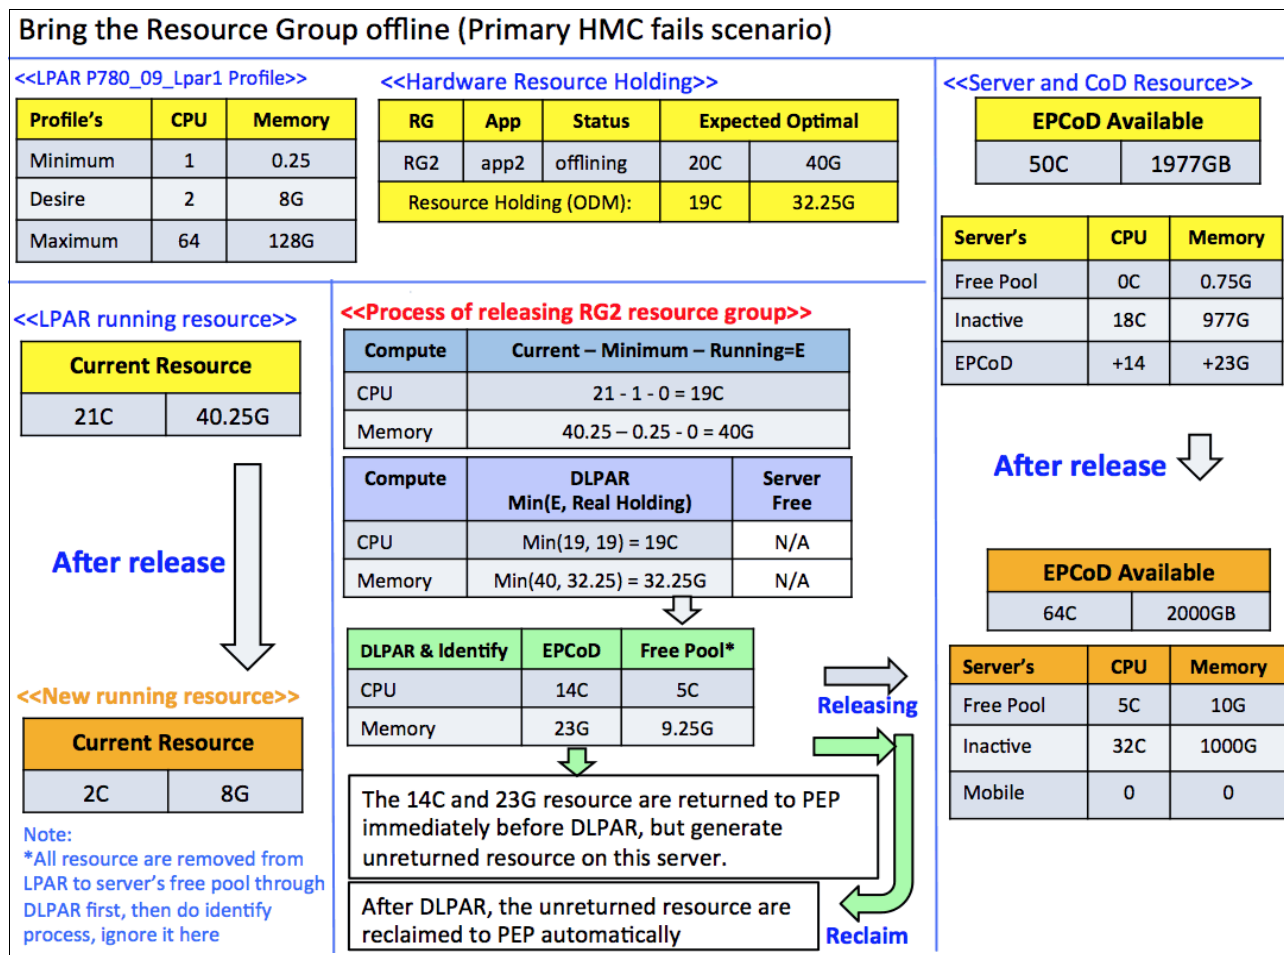 Bring the Resource Group offline (Primary HMC fails scenario)
<<LPAR P780_09_Lpar1 Profile>>
Profile's CPU Memory
Minimum 1 0.25
Desire 2 8G
Maximum 64 128G
<<Hardware Resource Holding>>
RG App Status Expected Optimal
RG2 app2 offlining 20C 40G
Resource Holding (ODM): 19C 32.25G
<<Server and CoD Resource>>
EPCoD Available
50C 1977GB
Server's CPU Memory
Free Pool 0C 0.75G
Inactive 18C 977G
EPCoD +14 +23G
After release
EPCoD Available
64C 2000GB
Server's CPU Memory
Free Pool 5C 10G
Inactive 32C 1000G
Mobile 0 0
<<LPAR running resource>>
Current Resource
21C 40.25G
After release
<<New running resource>>
Current Resource
2C 8G
Note:
*All resource are removed from
LPAR to server's free pool through
DLPAR first, then do identify
process, ignore it here
<<Process of releasing RG2 resource group>>
Compute Current – Minimum – Running=E
CPU 21 - 1 - 0 = 19C
Memory 40.25 – 0.25 - 0 = 40G
Compute DLPAR Server
Min(E, Real Holding) Free
CPU Min(19, 19) = 19C N/A
Memory Min(40, 32.25) = 32.25G N/A
DLPAR & Identify EPCoD Free Pool*
CPU 14C 5C
Memory 23G 9.25G
Releasing
The 14C and 23G resource are returned to PEP
immediately before DLPAR, but generate
unreturned resource on this server.
After DLPAR, the unreturned resource are
reclaimed to PEP automatically
Reclaim